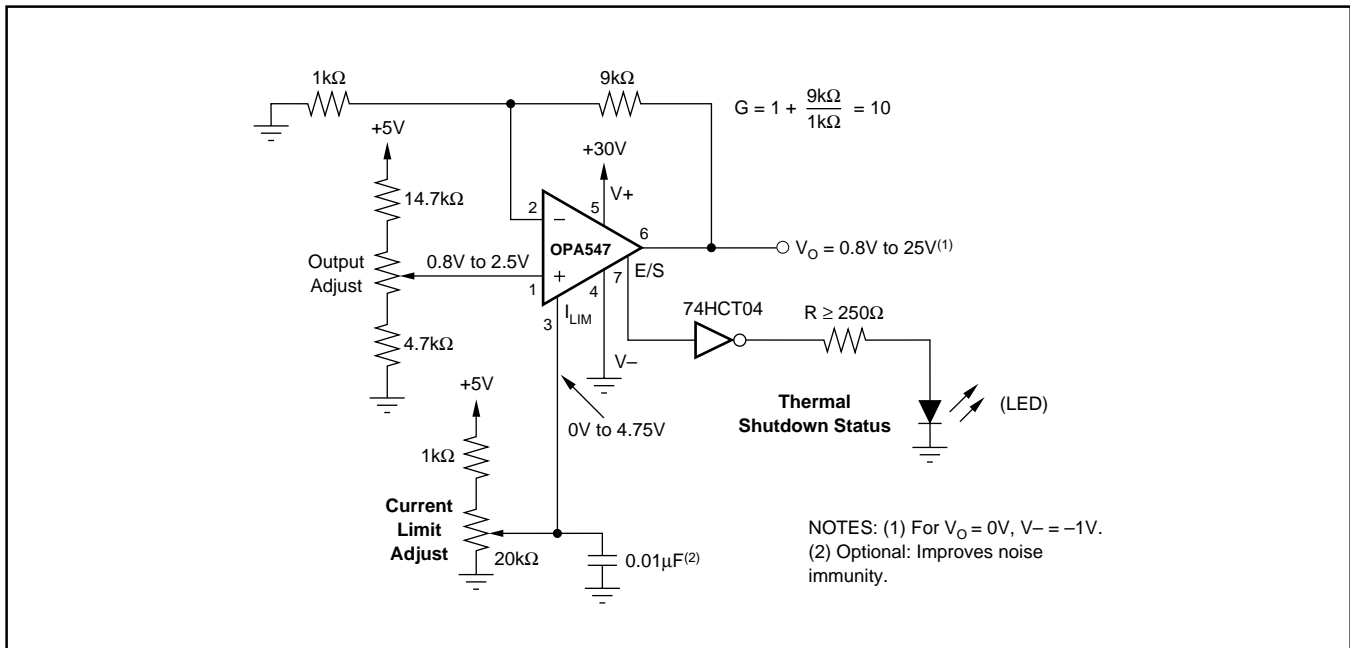 1kΩ
9kΩ
G = 1 + 9kΩ / 1kΩ = 10
+5V
+30V
14.7kΩ
V+
2
–
5
6
OPA547
V_O = 0.8V to 25V(1)
Output
Adjust
0.8V to 2.5V
+
7
E/S
1
4
I_LIM
3
74HCT04
R ≥ 250Ω
4.7kΩ
V–
+5V
Thermal
Shutdown Status
(LED)
0V to 4.75V
1kΩ
Current
Limit
Adjust
20kΩ
0.01µF(2)
NOTES: (1) For V_O = 0V, V– = –1V.
(2) Optional: Improves noise
immunity.